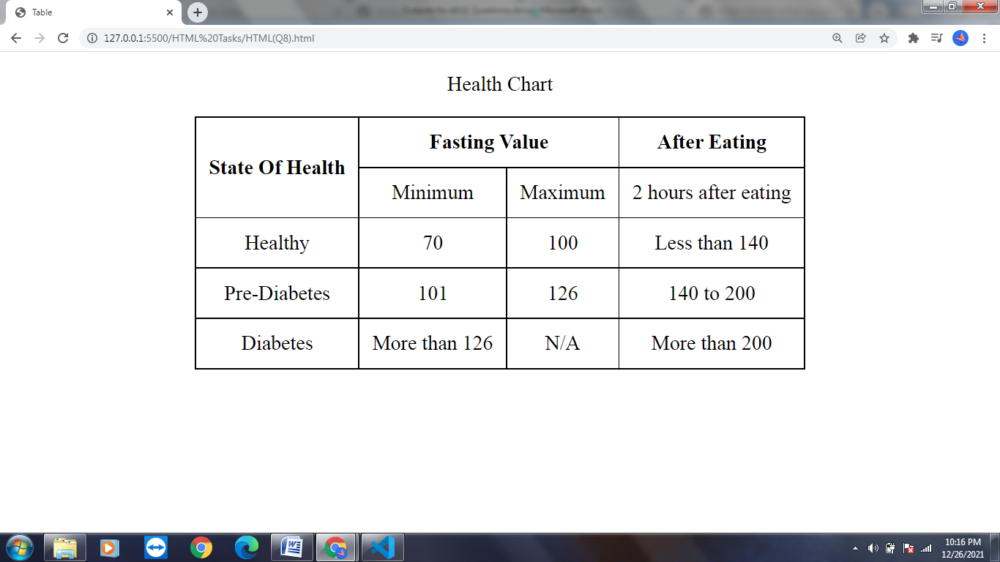 Table
127.0.0.1:5500/HTML%20Tasks/HTML(Q8).html
Health Chart
State Of Health Fasting Value After Eating
Minimum Maximum 2 hours after eating
Healthy 70 100 Less than 140
Pre-Diabetes 101 126 140 to 200
Diabetes More than 126 N/A More than 200
10:16 PM
12/26/2021